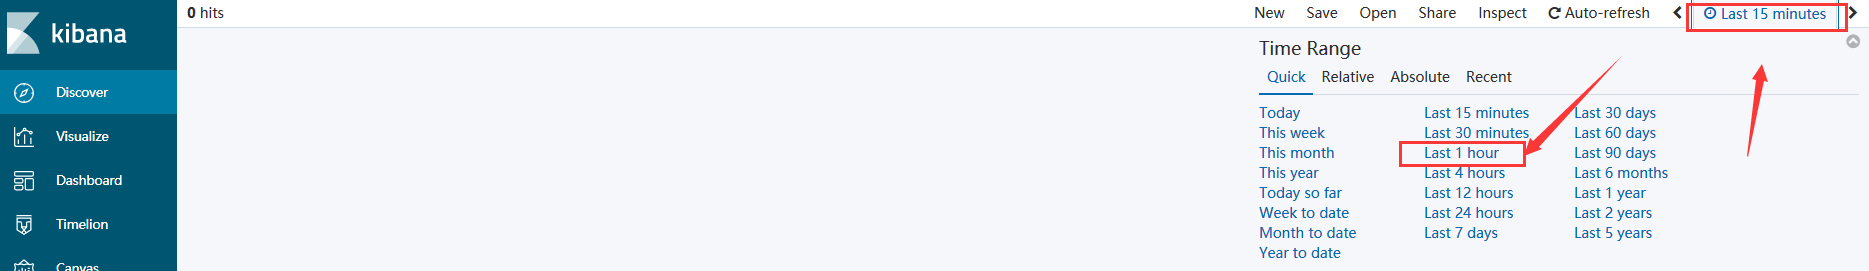 kibana
Discover
Visualize
Dashboard
Timelion
Canvas
0 hits
New Save Open Share Inspect Auto-refresh Last 15 minutes
Time Range
Quick Relative Absolute Recent
Today Last 15 minutes Last 30 days
This week Last 30 minutes Last 60 days
This month Last 1 hour Last 90 days
This year Last 4 hours Last 6 months
Today so far Last 12 hours Last 1 year
Week to date Last 24 hours Last 2 years
Month to date Last 7 days Last 5 years
Year to date